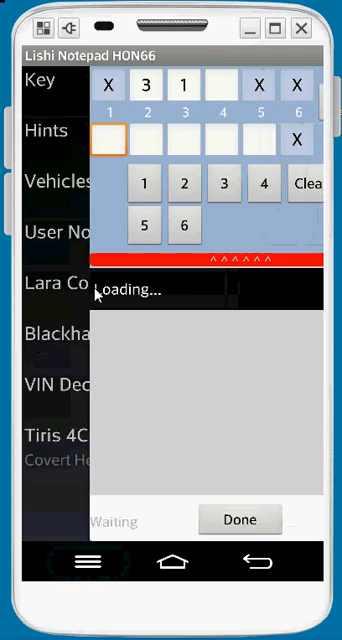 Lishi Notepad HON66
Key
X 3 1 X X
1 2 3 4 5 6
Hints
X
Vehicles
1 2 3 4 Clea
User No
5 6
^ ^ ^ ^ ^ ^
Lara Co
Loading...
Blackha
VIN Dec
Tiris 4C
Covert He
Waiting
Done